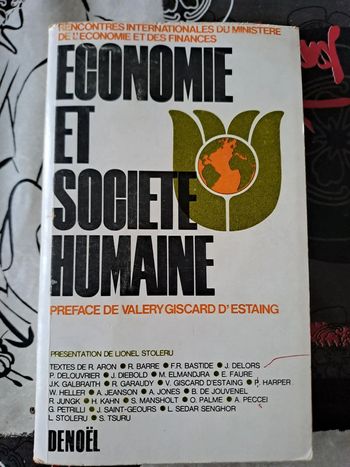 RENCONTRES INTERNATIONALES DU MINISTERE
DE L'ECONOMIE ET DES FINANCES
ECONOMIE
ET
SOCIETE
HUMAINE
PREFACE DE VALERY GISCARD D'ESTAING
PRESENTATION DE LIONEL STOLERU
TEXTES DE R. ARON ● R. BARRE ● F.R. BASTIDE ● J. DELORS
P. DELOUVRIER ● J. DIEBOLD ● M. ELMANDJRA ● E. FAURE
J.K. GALBRAITH ● R. GARAUDY ● V. GISCARD D'ESTAING ● P. HARPER
W. HELLER ● A. JEANSON ● A. JONES ● B. DE JOUVENEL
R. JUNGK ● H. KAHN ● S. MANSHOLT ● O. PALME ● A. PECCEI
G. PETRILLI ● J. SAINT-GEOURS ● L. SEDAR SENGHOR
L. STOLERU ● S. TSURU
DENOËL